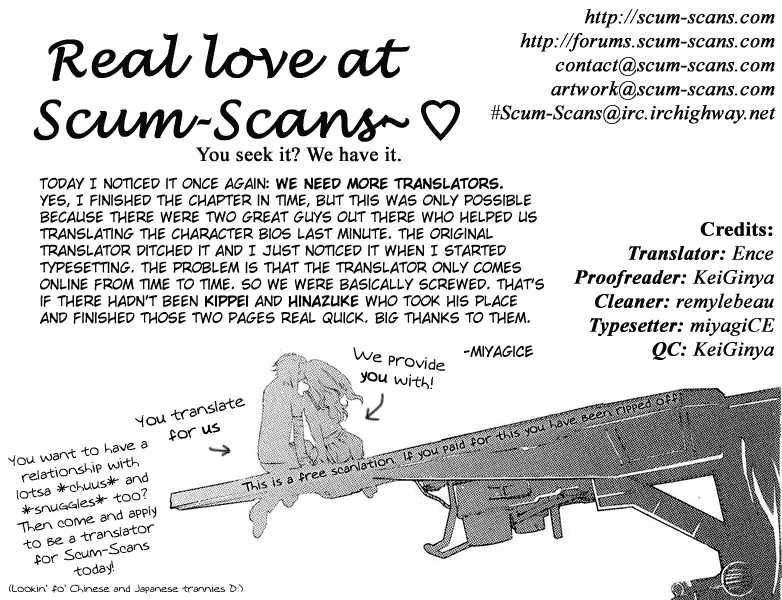 Real love at
Scum-Scans~ ♡
You seek it? We have it.
http://scum-scans.com
http://forums.scum-scans.com
contact@scum-scans.com
artwork@scum-scans.com
#Scum-Scans@irc.irchighway.net
TODAY I NOTICED IT ONCE AGAIN: WE NEED MORE TRANSLATORS.
YES, I FINISHED THE CHAPTER IN TIME, BUT THIS WAS ONLY POSSIBLE
BECAUSE THERE WERE TWO GREAT GUYS OUT THERE WHO HELPED US
TRANSLATING THE CHARACTER BIOS LAST MINUTE. THE ORIGINAL
TRANSLATOR DITCHED IT AND I JUST NOTICED IT WHEN I STARTED
TYPESETTING. THE PROBLEM IS THAT THE TRANSLATOR ONLY COMES
ONLINE FROM TIME TO TIME. SO WE WERE BASICALLY SCREWED. THAT'S
IF THERE HADN'T BEEN KIPPEI AND HINAZUKE WHO TOOK HIS PLACE
AND FINISHED THOSE TWO PAGES REAL QUICK. BIG THANKS TO THEM.
-MIYAGICE
Credits:
Translator: Ence
Proofreader: KeiGinya
Cleaner: remylebeau
Typesetter: miyagiCE
QC: KeiGinya
We provide
you with!
You translate
for us
You want to have a
relationship with
lotsa *chuus* and
*snuggles* too?
Then come and apply
to be a translator
for Scum-Scans
today!
This is a free scanlation. If you paid for this you have been ripped off!
(Lookin' fo' Chinese and Japanese trannies D:)